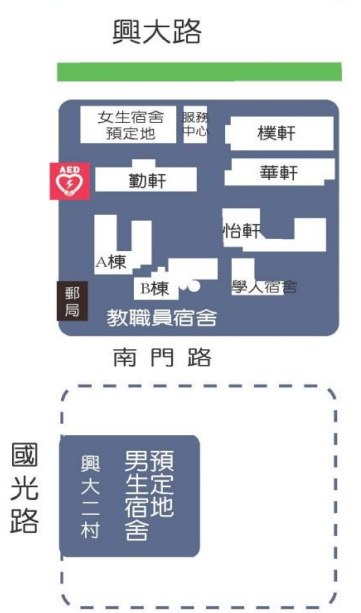 興大路
女生宿舍
預定地
服務
中心
樸軒
AED
勤軒
華軒
怡軒
A棟
B棟
學人宿舍
郵局
教職員宿舍
南門路
國光路
興大二村
預定地
男生宿舍